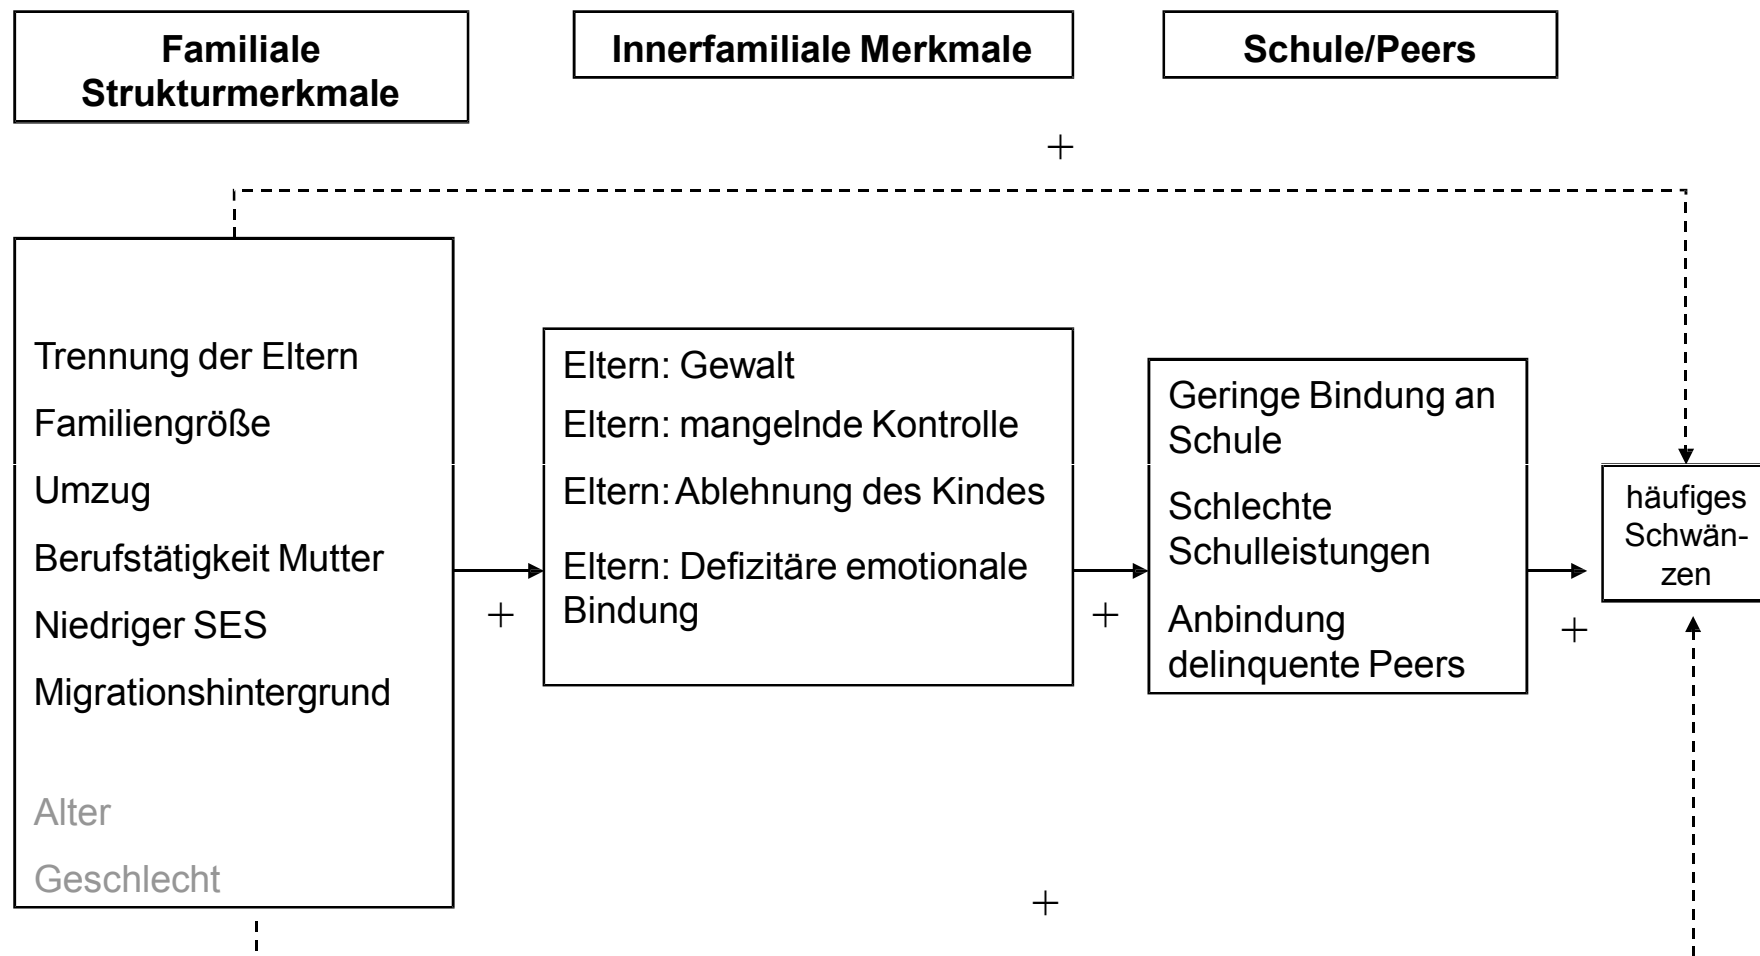 Familiale
Strukturmerkmale
Innerfamiliale Merkmale
Schule/Peers
+
Trennung der Eltern
Familiengröße
Umzug
Berufstätigkeit Mutter
Niedriger SES
Migrationshintergrund
Alter
Geschlecht
+
Eltern: Gewalt
Eltern: mangelnde Kontrolle
Eltern: Ablehnung des Kindes
Eltern: Defizitäre emotionale
Bindung
+
Geringe Bindung an
Schule
Schlechte
Schulleistungen
Anbindung
delinquente Peers
+
häufiges
Schwän-
zen
+